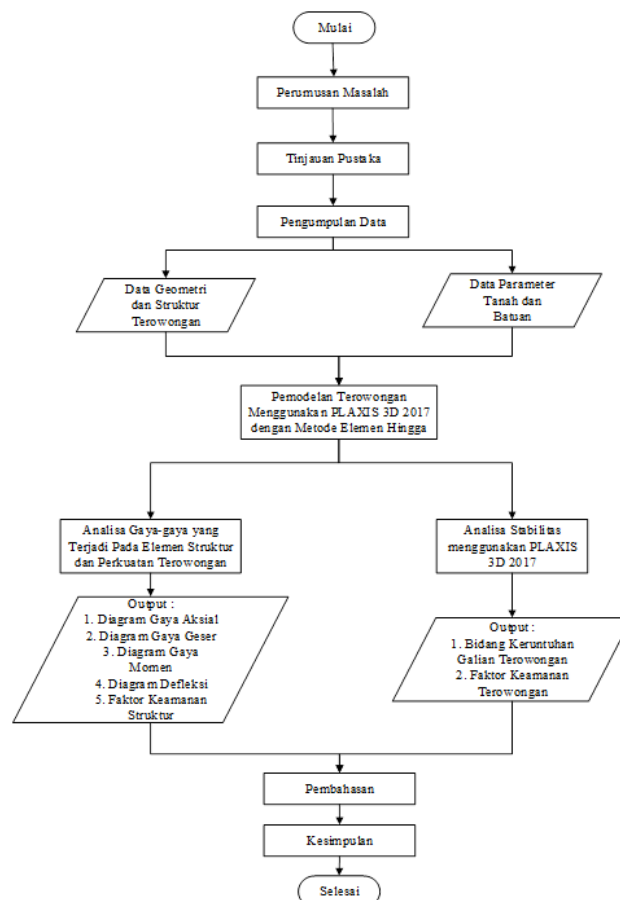 Mulai
Perumusan Masalah
Tinjauan Pustaka
Pengumpulan Data
Data Geometri
dan Struktur
Terowongan
Data Parameter
Tanah dan
Batuan
Pemodelan Terowongan
Menggunakan PLAXIS 3D 2017
dengan Metode Elemen Hingga
Analisa Gaya-gaya yang
Terjadi Pada Elemen Struktur
dan Perkuatan Terowongan
Analisa Stabilitas
menggunakan PLAXIS
3D 2017
Output :
1. Diagram Gaya Aksial
2. Diagram Gaya Geser
3. Diagram Gaya
Momen
4. Diagram Defleksi
5. Faktor Keamanan
Struktur
Output :
1. Bidang Keruntuhan
Galian Terowongan
2. Faktor Keamanan
Terowongan
Pembahasan
Kesimpulan
Selesai